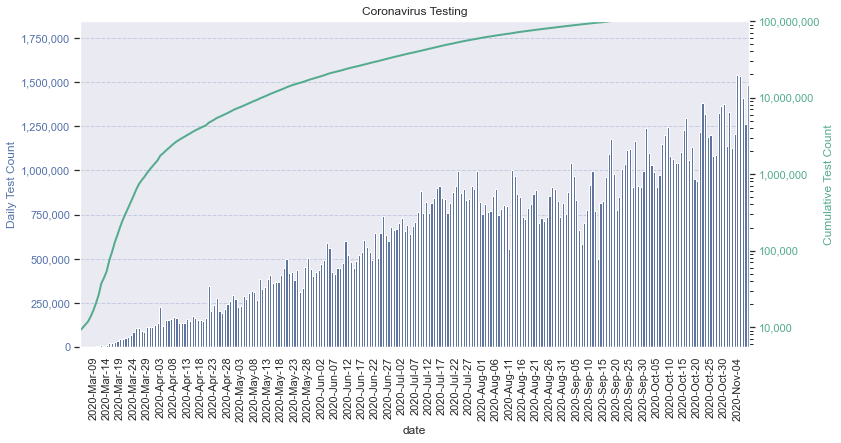 Coronavirus Testing
Daily Test Count
1,750,000
1,500,000
1,250,000
1,000,000
750,000
500,000
250,000
0
100,000,000
10,000,000
1,000,000
100,000
10,000
Cumulative Test Count
2020-Mar-09
2020-Mar-14
2020-Mar-19
2020-Mar-24
2020-Mar-29
2020-Apr-03
2020-Apr-08
2020-Apr-13
2020-Apr-18
2020-Apr-23
2020-Apr-28
2020-May-03
2020-May-08
2020-May-13
2020-May-18
2020-May-23
2020-May-28
2020-Jun-02
2020-Jun-07
2020-Jun-12
2020-Jun-17
2020-Jun-22
2020-Jun-27
2020-Jul-02
2020-Jul-07
2020-Jul-12
2020-Jul-17
2020-Jul-22
2020-Jul-27
2020-Aug-01
2020-Aug-06
2020-Aug-11
2020-Aug-16
2020-Aug-21
2020-Aug-26
2020-Aug-31
2020-Sep-05
2020-Sep-10
2020-Sep-15
2020-Sep-20
2020-Sep-25
2020-Sep-30
2020-Oct-05
2020-Oct-10
2020-Oct-15
2020-Oct-20
2020-Oct-25
2020-Oct-30
2020-Nov-04
date